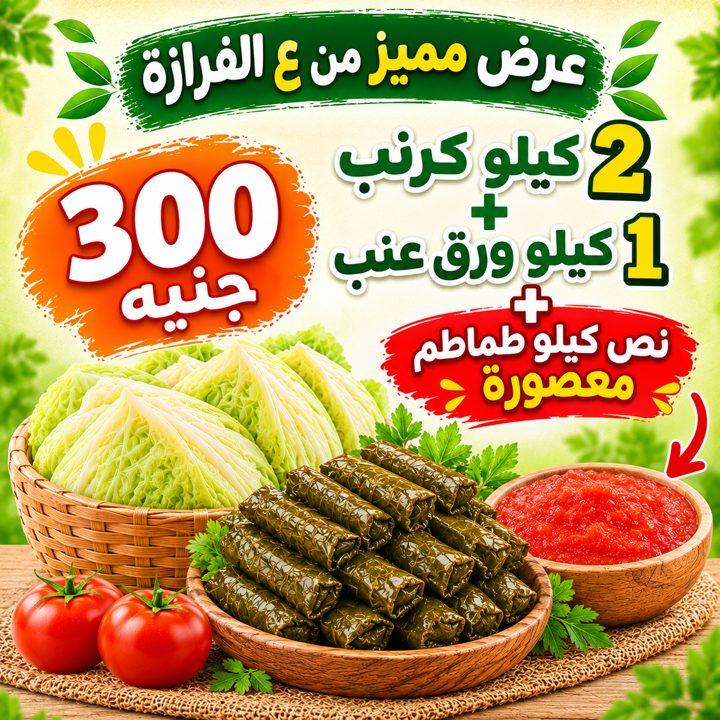 عرض مميز من ع الفرازة
2 كيلو كرنب
+
1 كيلو ورق عنب
+
نص كيلو طماطم
معصورة
300
جنيه